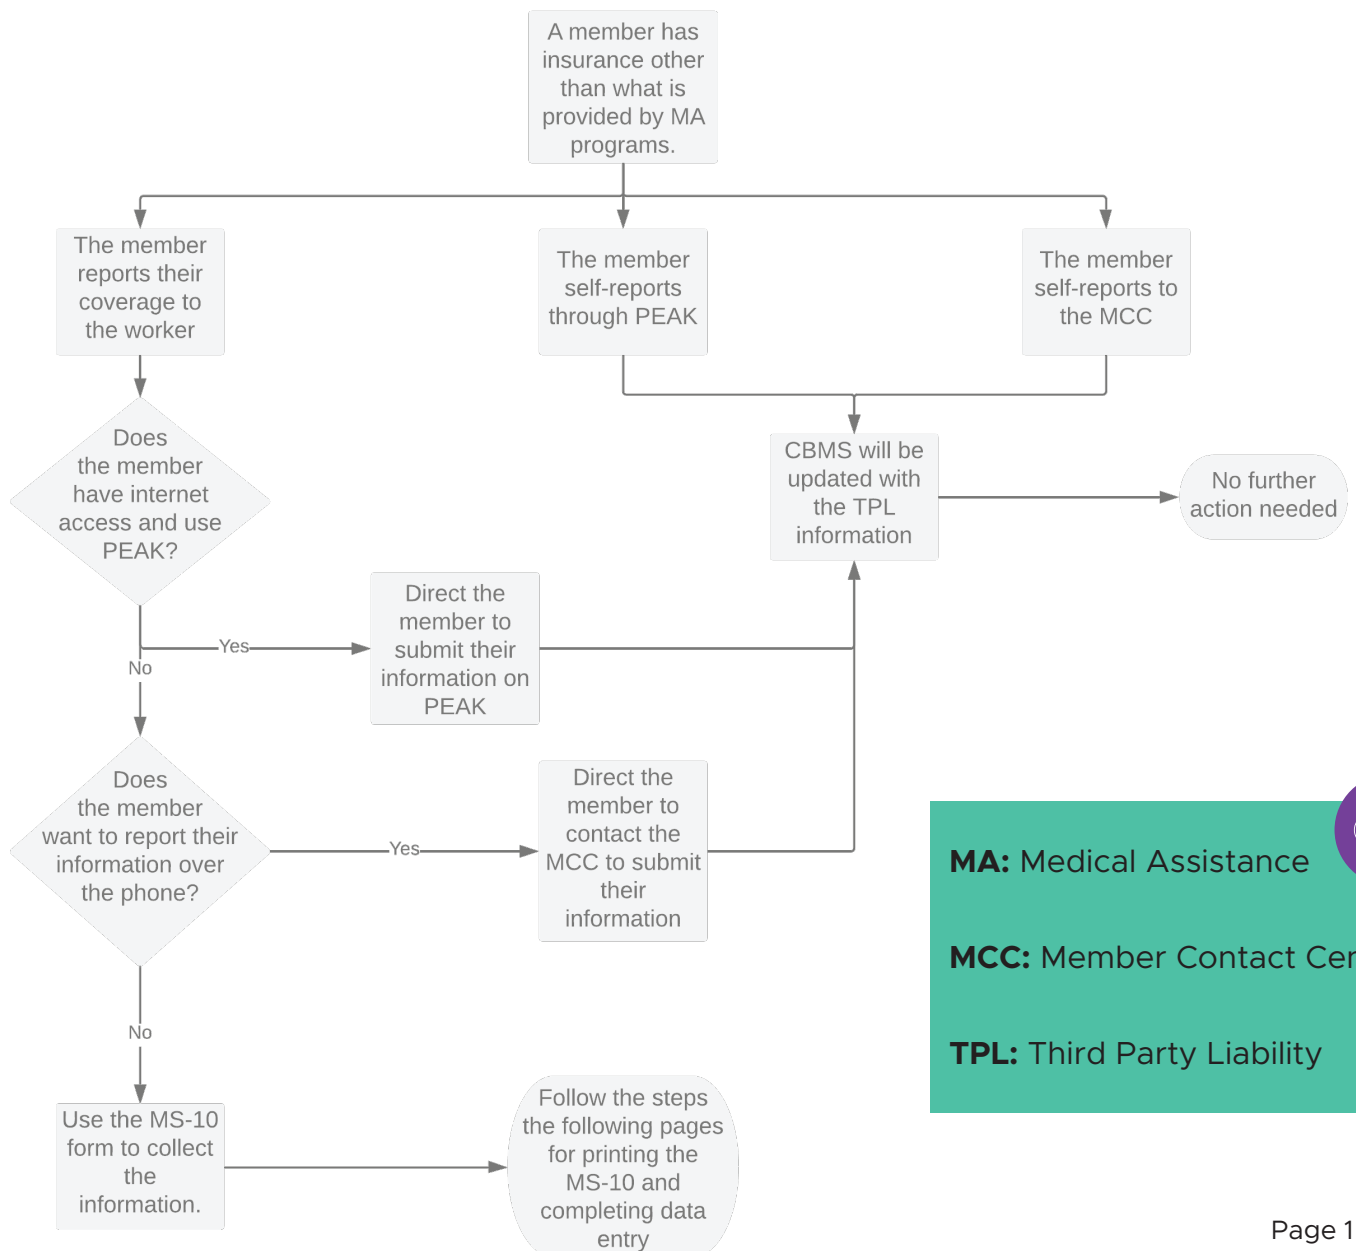 A member has
insurance other
than what is
provided by MA
programs.
The member
reports their
coverage to
the worker
The member
self-reports
through PEAK
The member
self-reports to
the MCC
Does
the member
have internet
access and use
PEAK?
CBMS will be
updated with
the TPL
information
No further
action needed
Yes
No
Direct the
member to
submit their
information on
PEAK
Does
the member
want to report their
information over
the phone?
Yes
Direct the
member to
contact the
MCC to submit
their
information
No
Use the MS-10
form to collect
the
information.
Follow the steps
the following pages
for printing the
MS-10 and
completing data
entry
MA: Medical Assistance
MCC: Member Contact Cen
TPL: Third Party Liability
Page 1